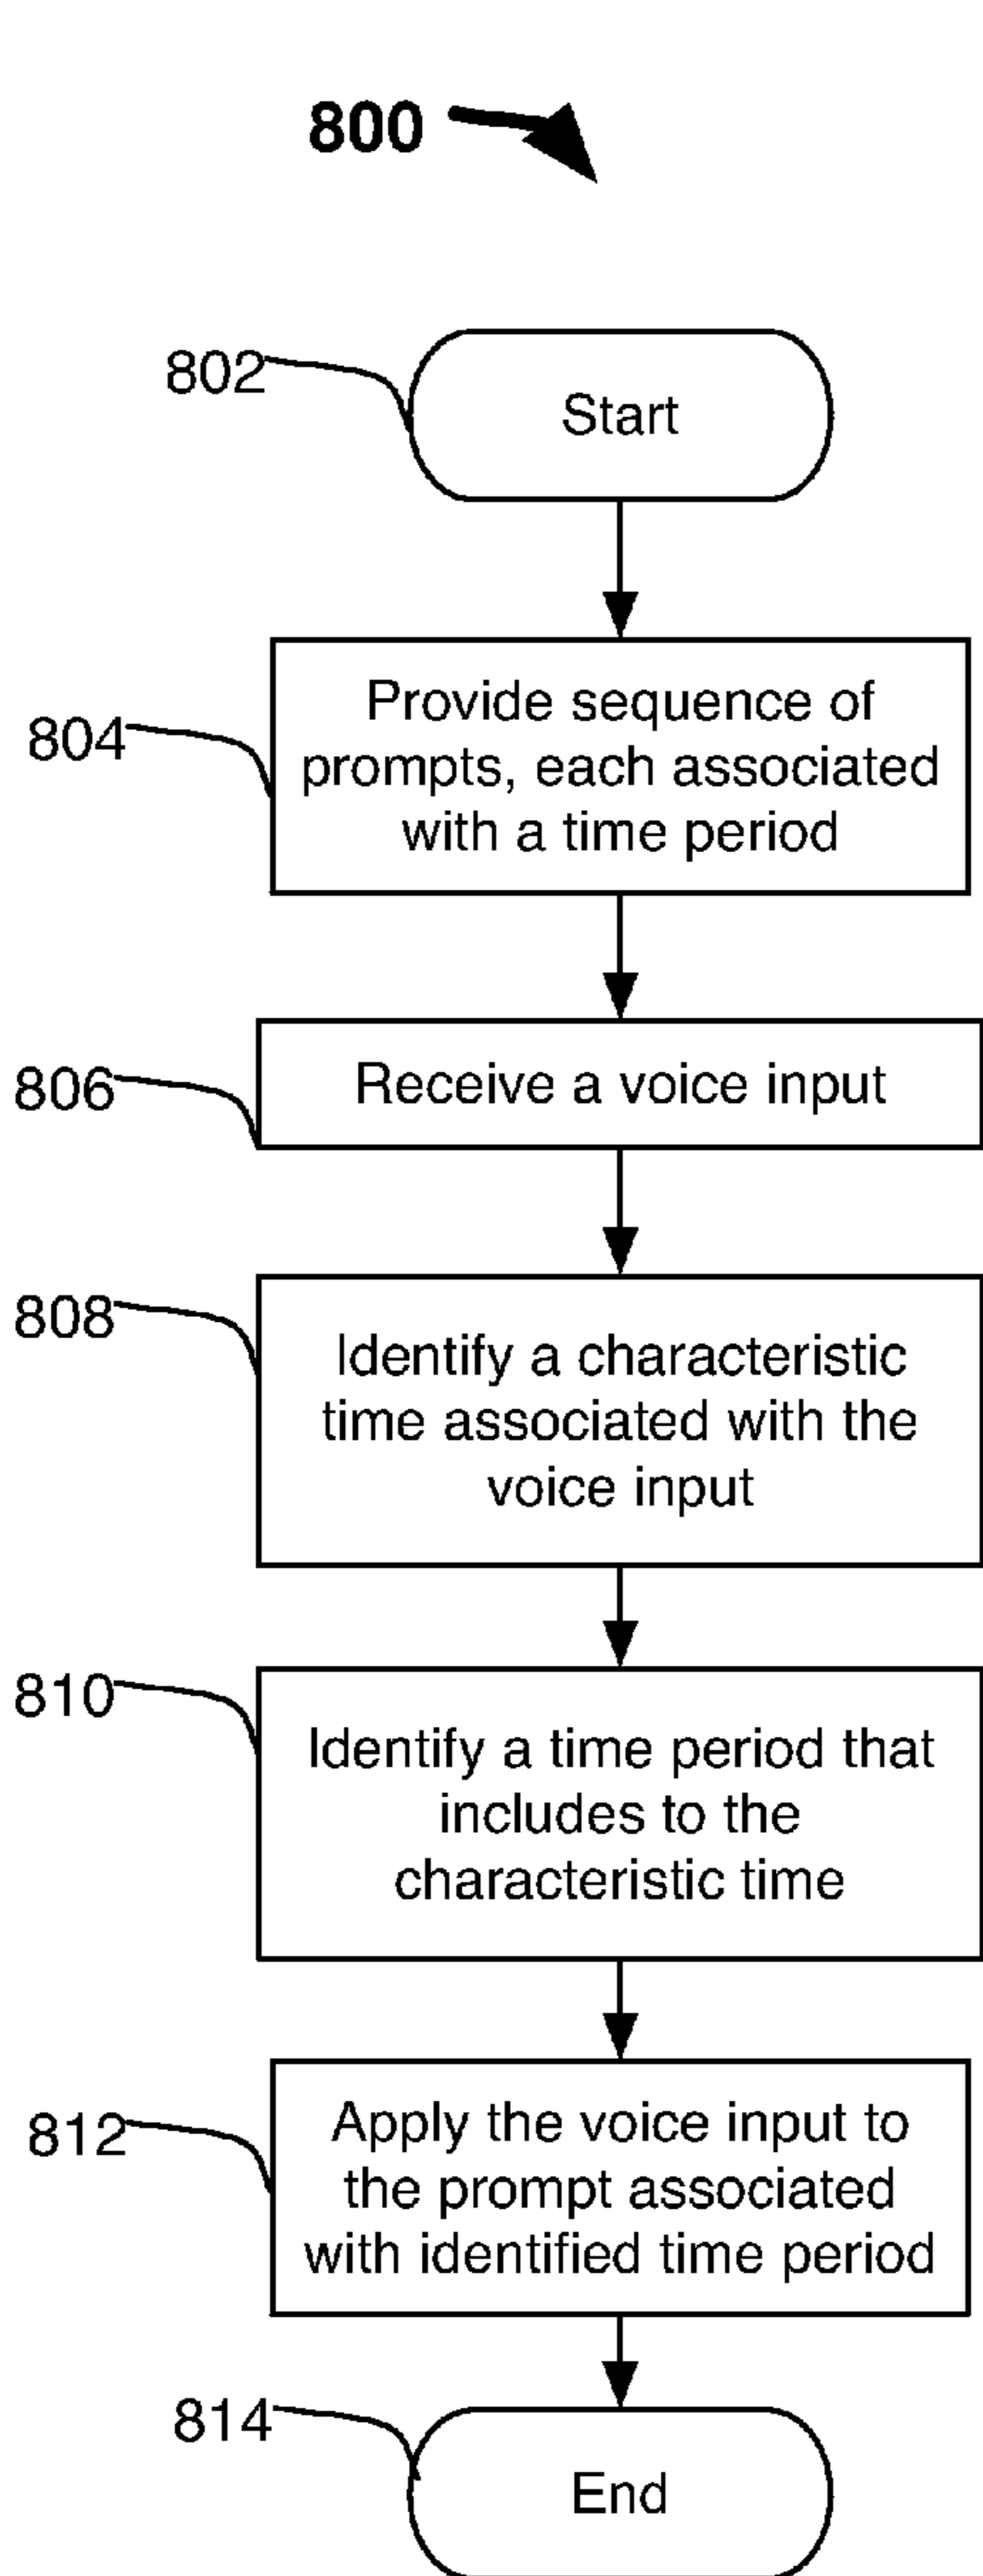 800
802
Start
804
Provide sequence of
prompts, each associated
with a time period
806
Receive a voice input
808
Identify a characteristic
time associated with the
voice input
810
Identify a time period that
includes to the
characteristic time
812
Apply the voice input to
the prompt associated
with identified time period
814
End